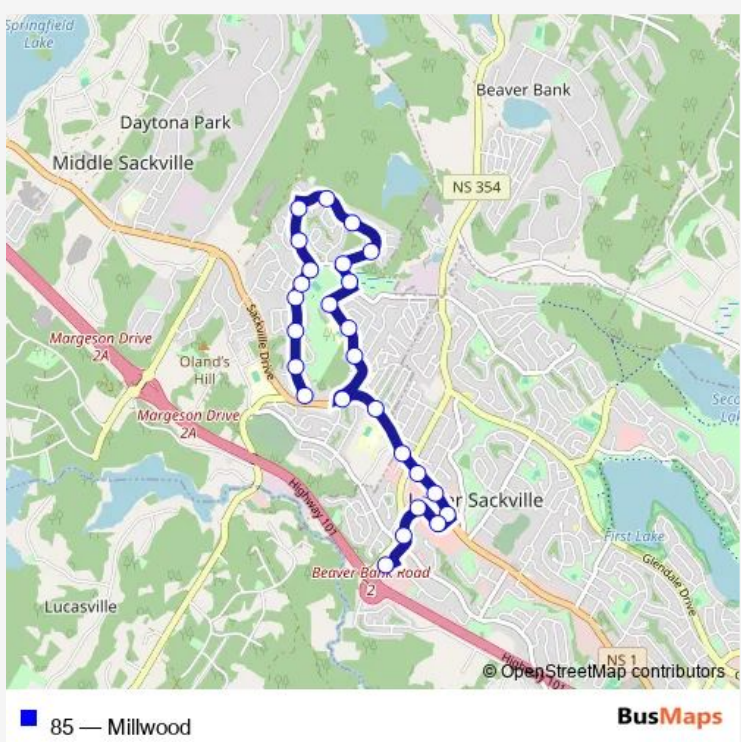 Springfield
Lake
Beaver Bank
Daytona Park
Middle Sackville
NS 354
Sackville Drive
Margeson Drive
2A
Oland's
Hill
Margeson Drive
2A
Highway 101
Sackville
First Lake
Beaver Bank Road
2
Glendale Drive
Lucasville
NS 1
Highway 101
© OpenStreetMap contributors
85 — Millwood
BusMaps